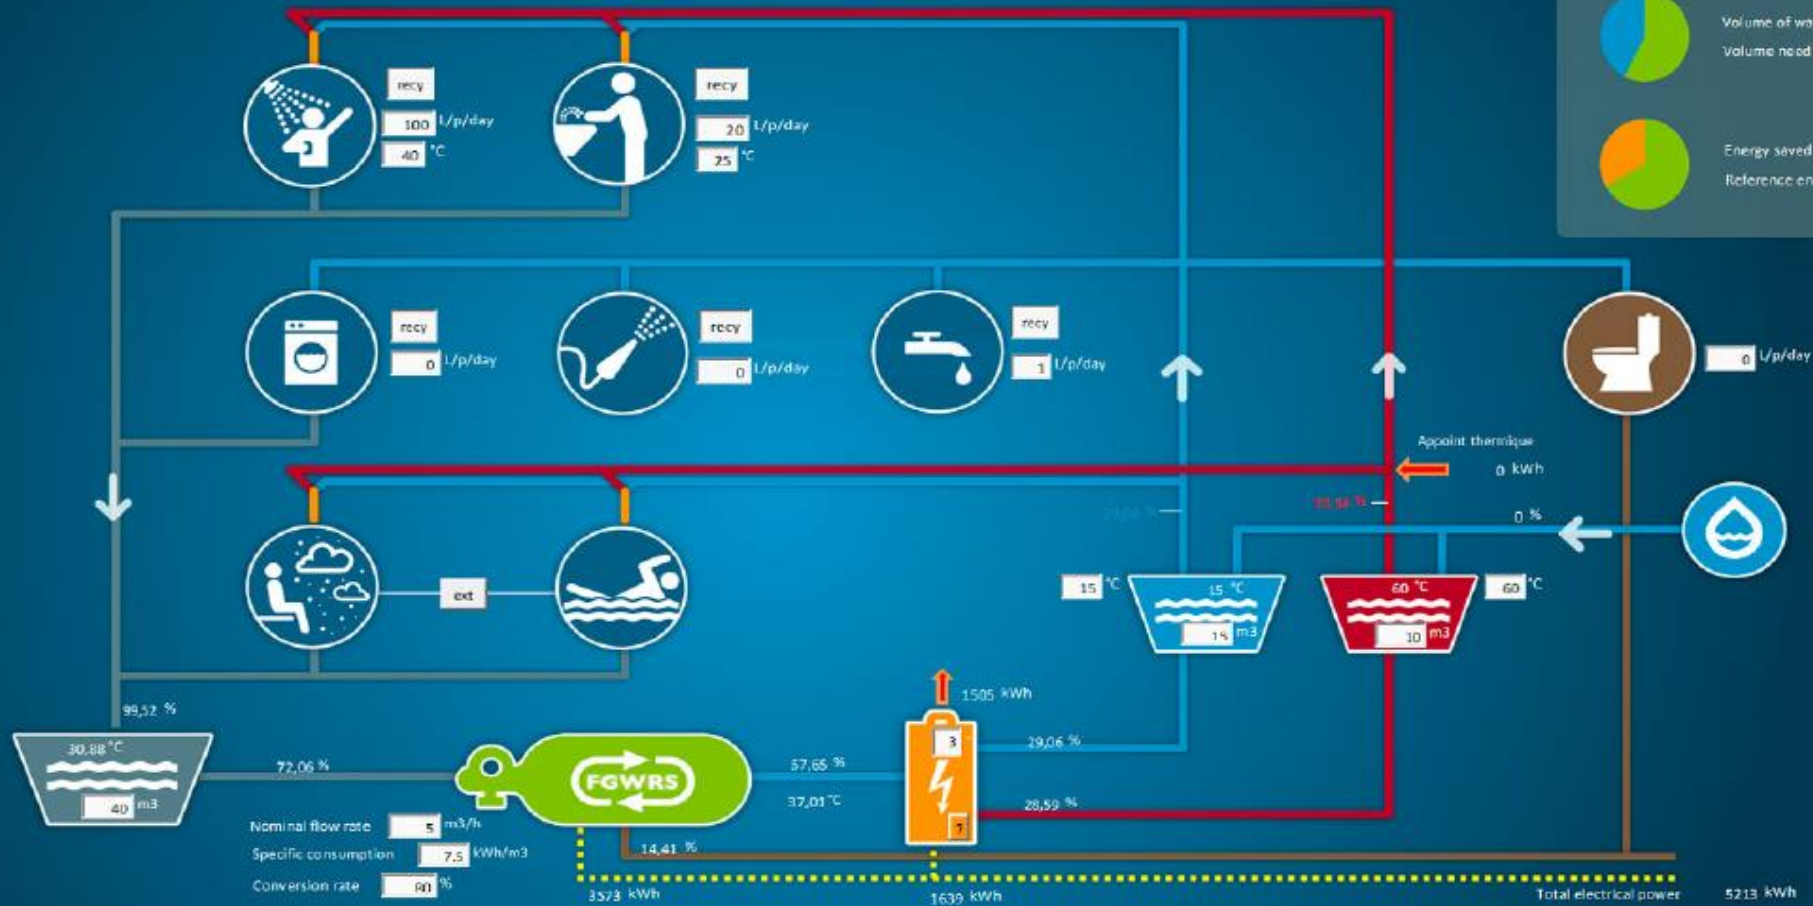 Volume of wa
Volume need
recy
100 L/p/day
40 °C
recy
20 L/p/day
25 °C
Energy saved
Reference en
recy
0 L/p/day
recy
0 L/p/day
recy
1 L/p/day
0 L/p/day
Appoint thermique
0 kWh
0 %
ext
15 °C
15 °C
15 m3
60 °C
10 m3
60 °C
99,52 %
30,88 °C
40 m3
72,06 %
FGWRS
57,65 %
37,01 °C
1505 kWh
3
29,06 %
28,59 %
Nominal flow rate 5 m3/h
Specific consumption 7.5 kWh/m3
Conversion rate 80 %
14,41 %
3573 kWh
1639 kWh
Total electrical power 5213 kWh